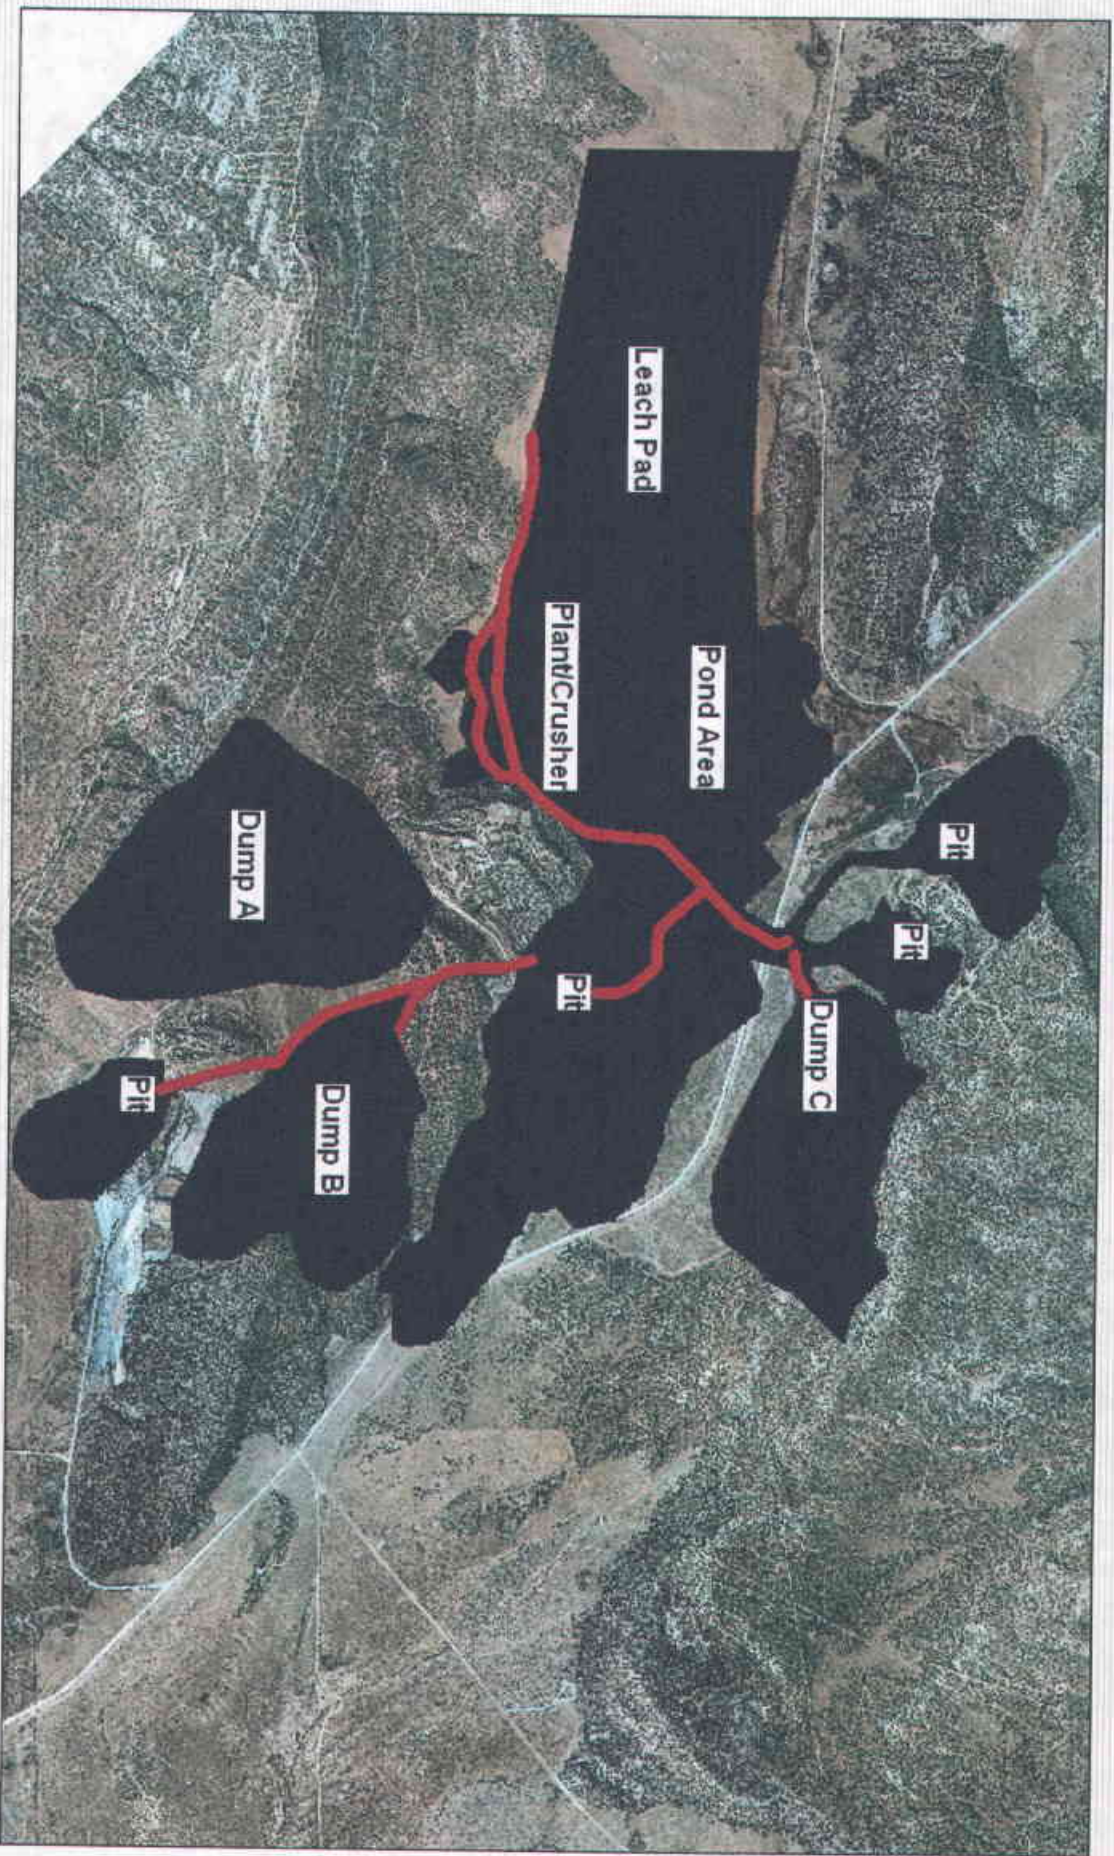 Pit
Pit
Dump C
Pond Area
Leach Pad
Plant/Crusher
Pit
Dump B
Dump A
Pit